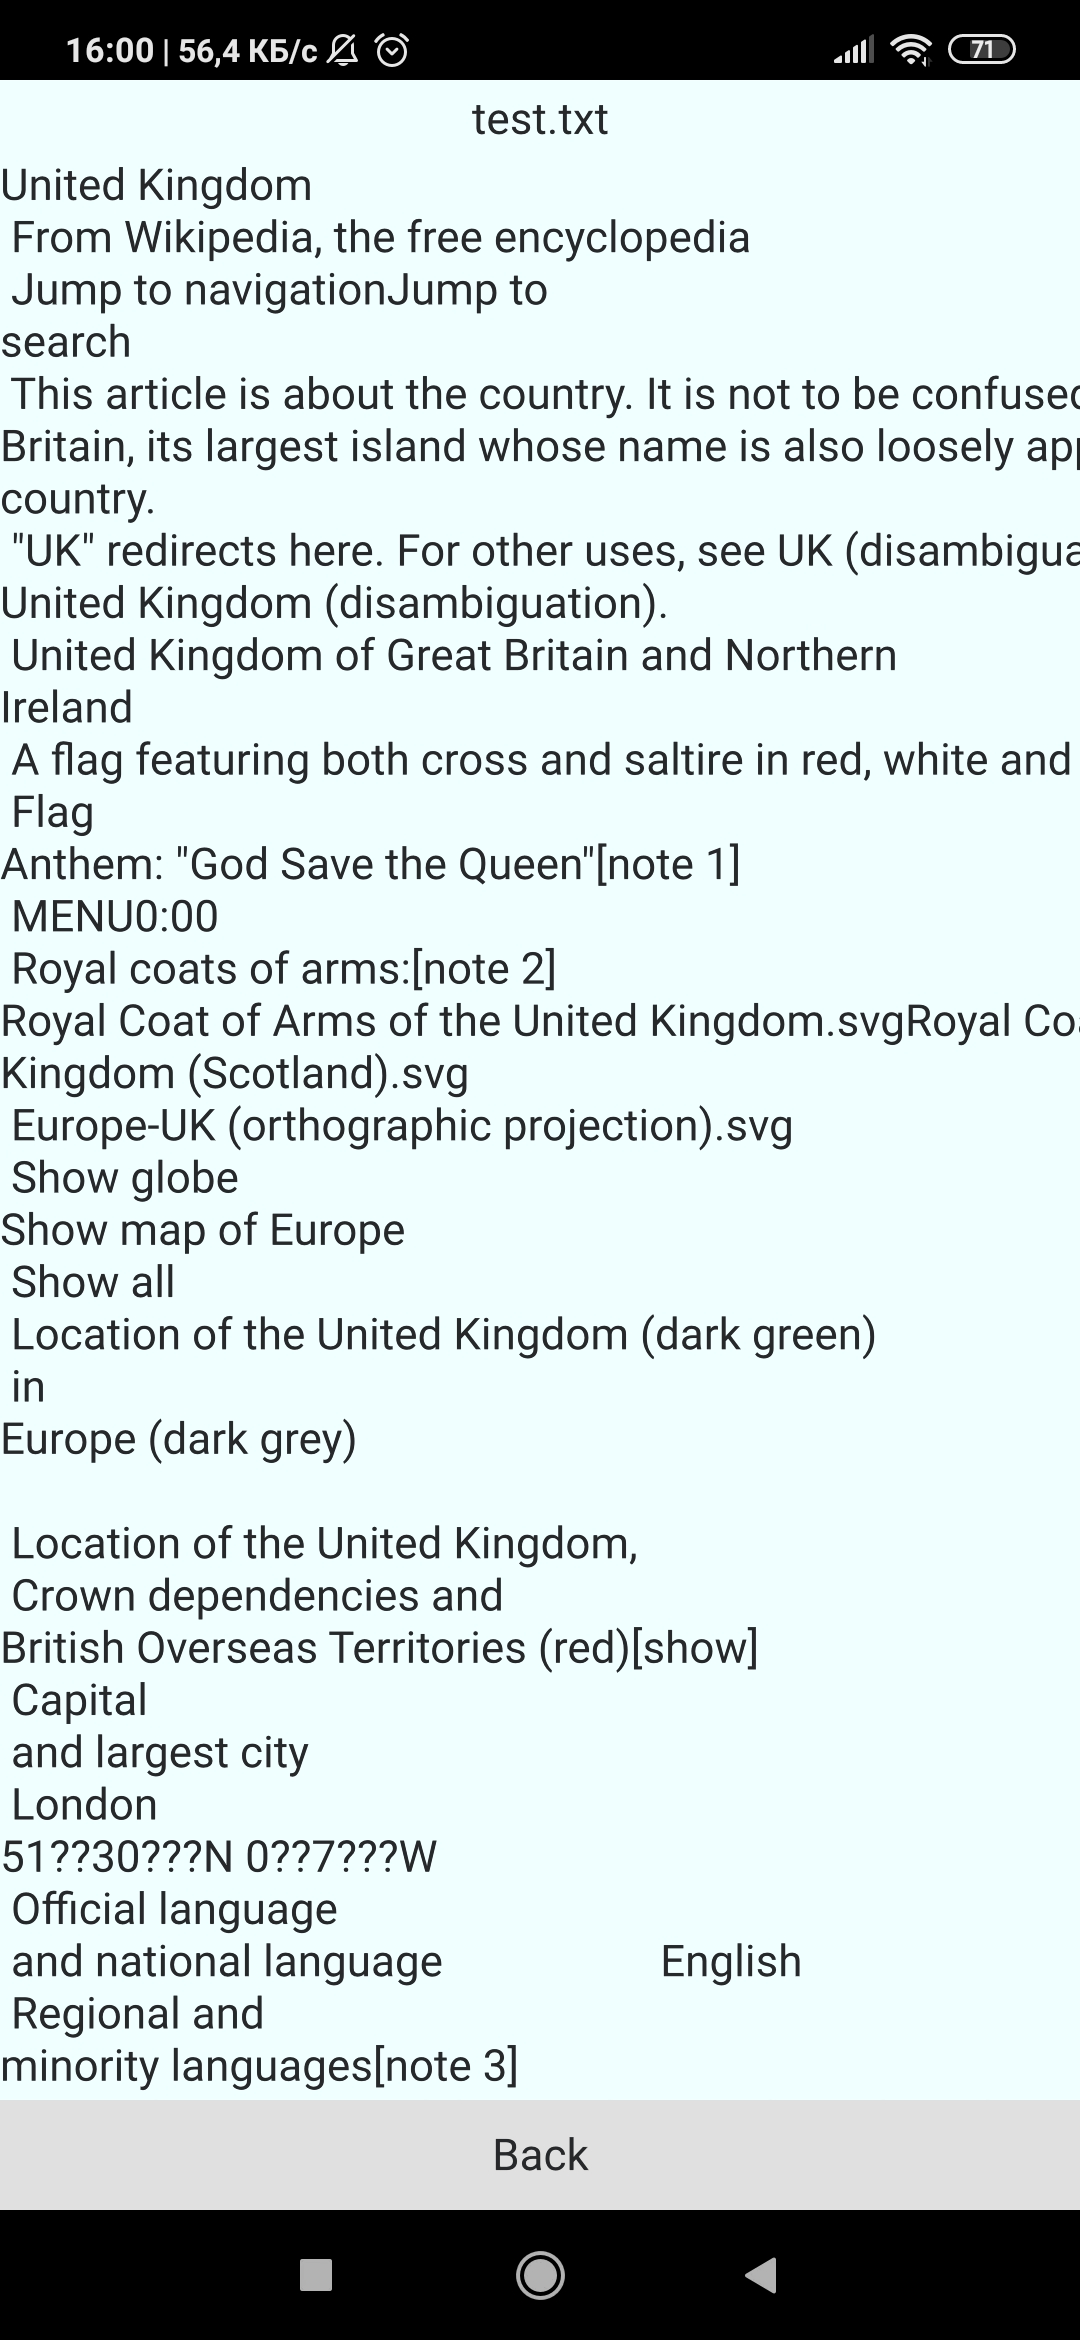 16:00 | 56,4 КБ/с
71
test.txt
United Kingdom
From Wikipedia, the free encyclopedia
Jump to navigationJump to
search
This article is about the country. It is not to be confused
Britain, its largest island whose name is also loosely app
country.
"UK" redirects here. For other uses, see UK (disambigua
United Kingdom (disambiguation).
United Kingdom of Great Britain and Northern
Ireland
A flag featuring both cross and saltire in red, white and
Flag
Anthem: "God Save the Queen"[note 1]
MENU0:00
Royal coats of arms:[note 2]
Royal Coat of Arms of the United Kingdom.svgRoyal Coa
Kingdom (Scotland).svg
Europe-UK (orthographic projection).svg
Show globe
Show map of Europe
Show all
Location of the United Kingdom (dark green)
in
Europe (dark grey)
Location of the United Kingdom,
Crown dependencies and
British Overseas Territories (red)[show]
Capital
and largest city
London
51??30???N 0??7???W
Official language
and national language English
Regional and
minority languages[note 3]
Back